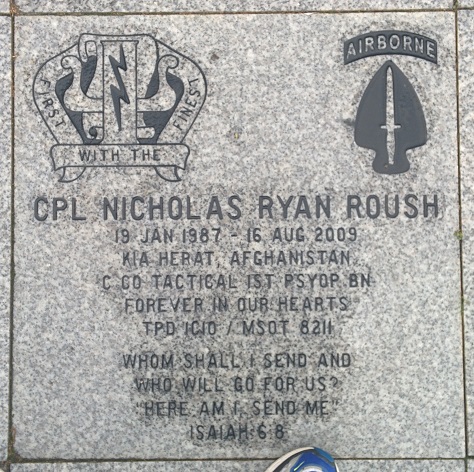 FIRST
WITH THE
FINEST
AIRBORNE
CPL NICHOLAS RYAN ROUSH
19 JAN 1987 - 16 AUG 2009
KIA HERAT, AFGHANISTAN
C CO TACTICAL 1ST PSYOP BN
FOREVER IN OUR HEARTS
TPD 1C10 / MSOT 8211
WHOM SHALL I SEND AND
WHO WILL GO FOR US?
"HERE AM I, SEND ME"
ISAIAH 6:8